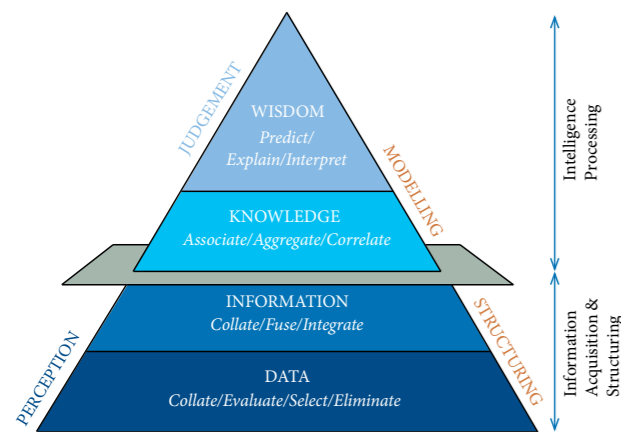 JUDGEMENT
WISDOM
Predict/
Explain/Interpret
MODELLING
KNOWLEDGE
Associate/Aggregate/Correlate
Intelligence
Processing
PERCEPTION
INFORMATION
Collate/Fuse/Integrate
STRUCTURING
DATA
Collate/Evaluate/Select/Eliminate
Information
Acquisition &
Structuring